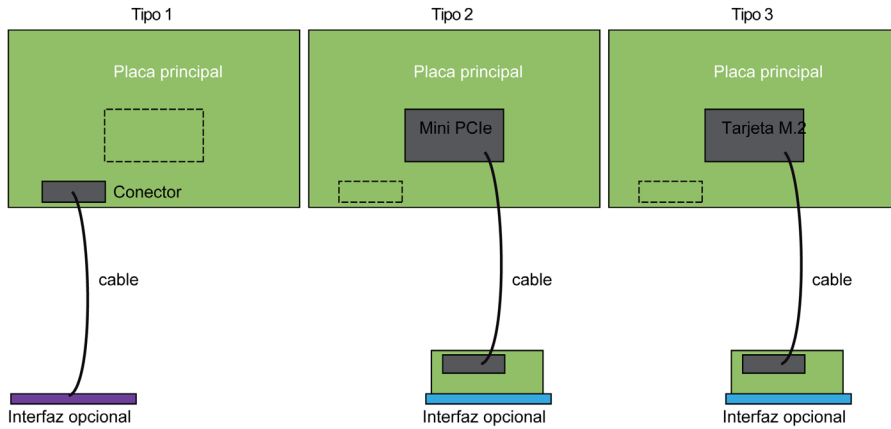 Tipo 1
Tipo 2
Tipo 3
Placa principal
Placa principal
Placa principal
Mini PCIe
Tarjeta M.2
Conector
cable
cable
cable
Interfaz opcional
Interfaz opcional
Interfaz opcional